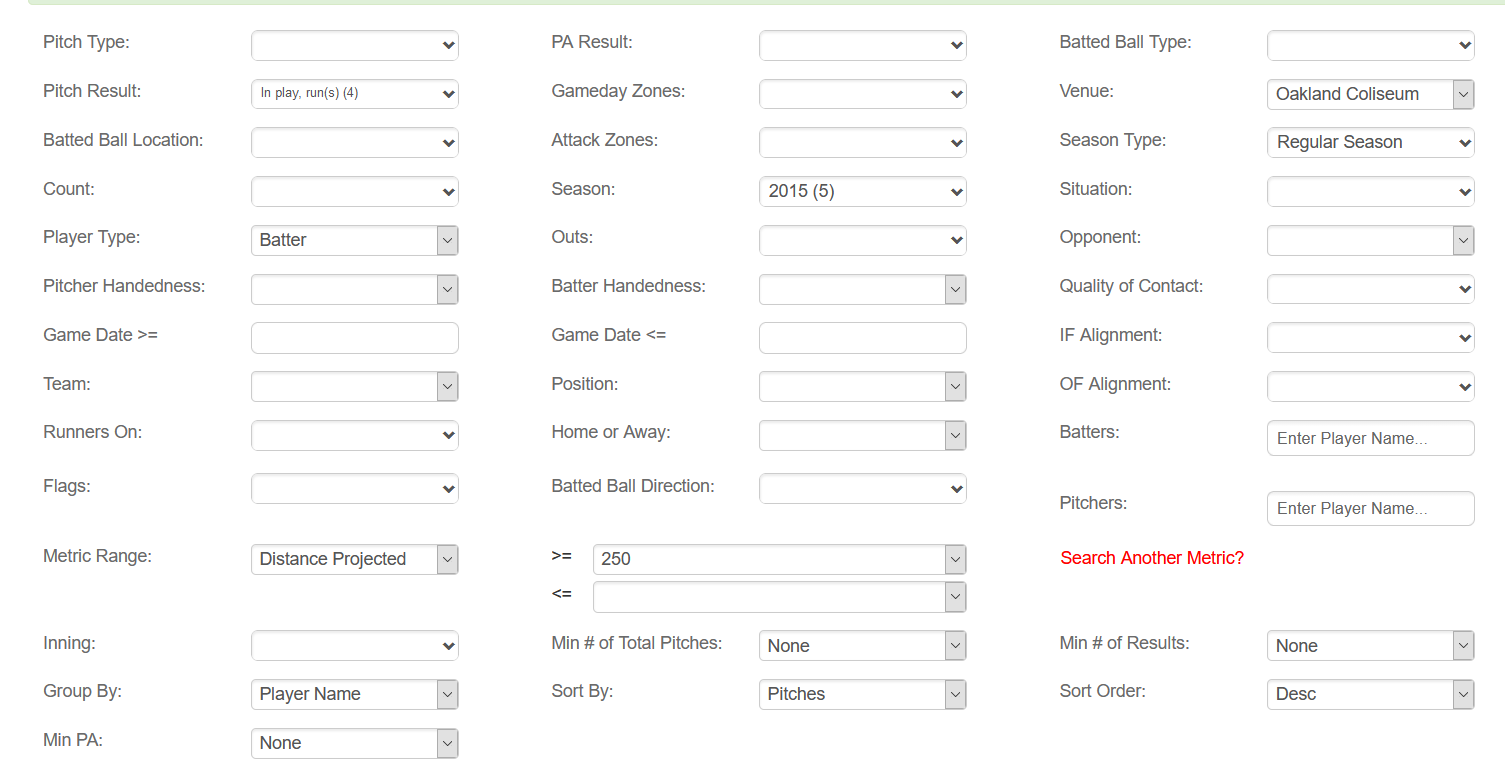 Pitch Type: PA Result: Batted Ball Type:
Pitch Result: In play, run(s) (4) Gameday Zones: Venue: Oakland Coliseum
Batted Ball Location: Attack Zones: Season Type: Regular Season
Count: Season: 2015 (5) Situation:
Player Type: Batter Outs: Opponent:
Pitcher Handedness: Batter Handedness: Quality of Contact:
Game Date >= Game Date <= IF Alignment:
Team: Position: OF Alignment:
Runners On: Home or Away: Batters: Enter Player Name...
Flags: Batted Ball Direction:
Pitchers: Enter Player Name...
Metric Range: Distance Projected >= 250 Search Another Metric?
<=
Inning: Min # of Total Pitches: None Min # of Results: None
Group By: Player Name Sort By: Pitches Sort Order: Desc
Min PA: None